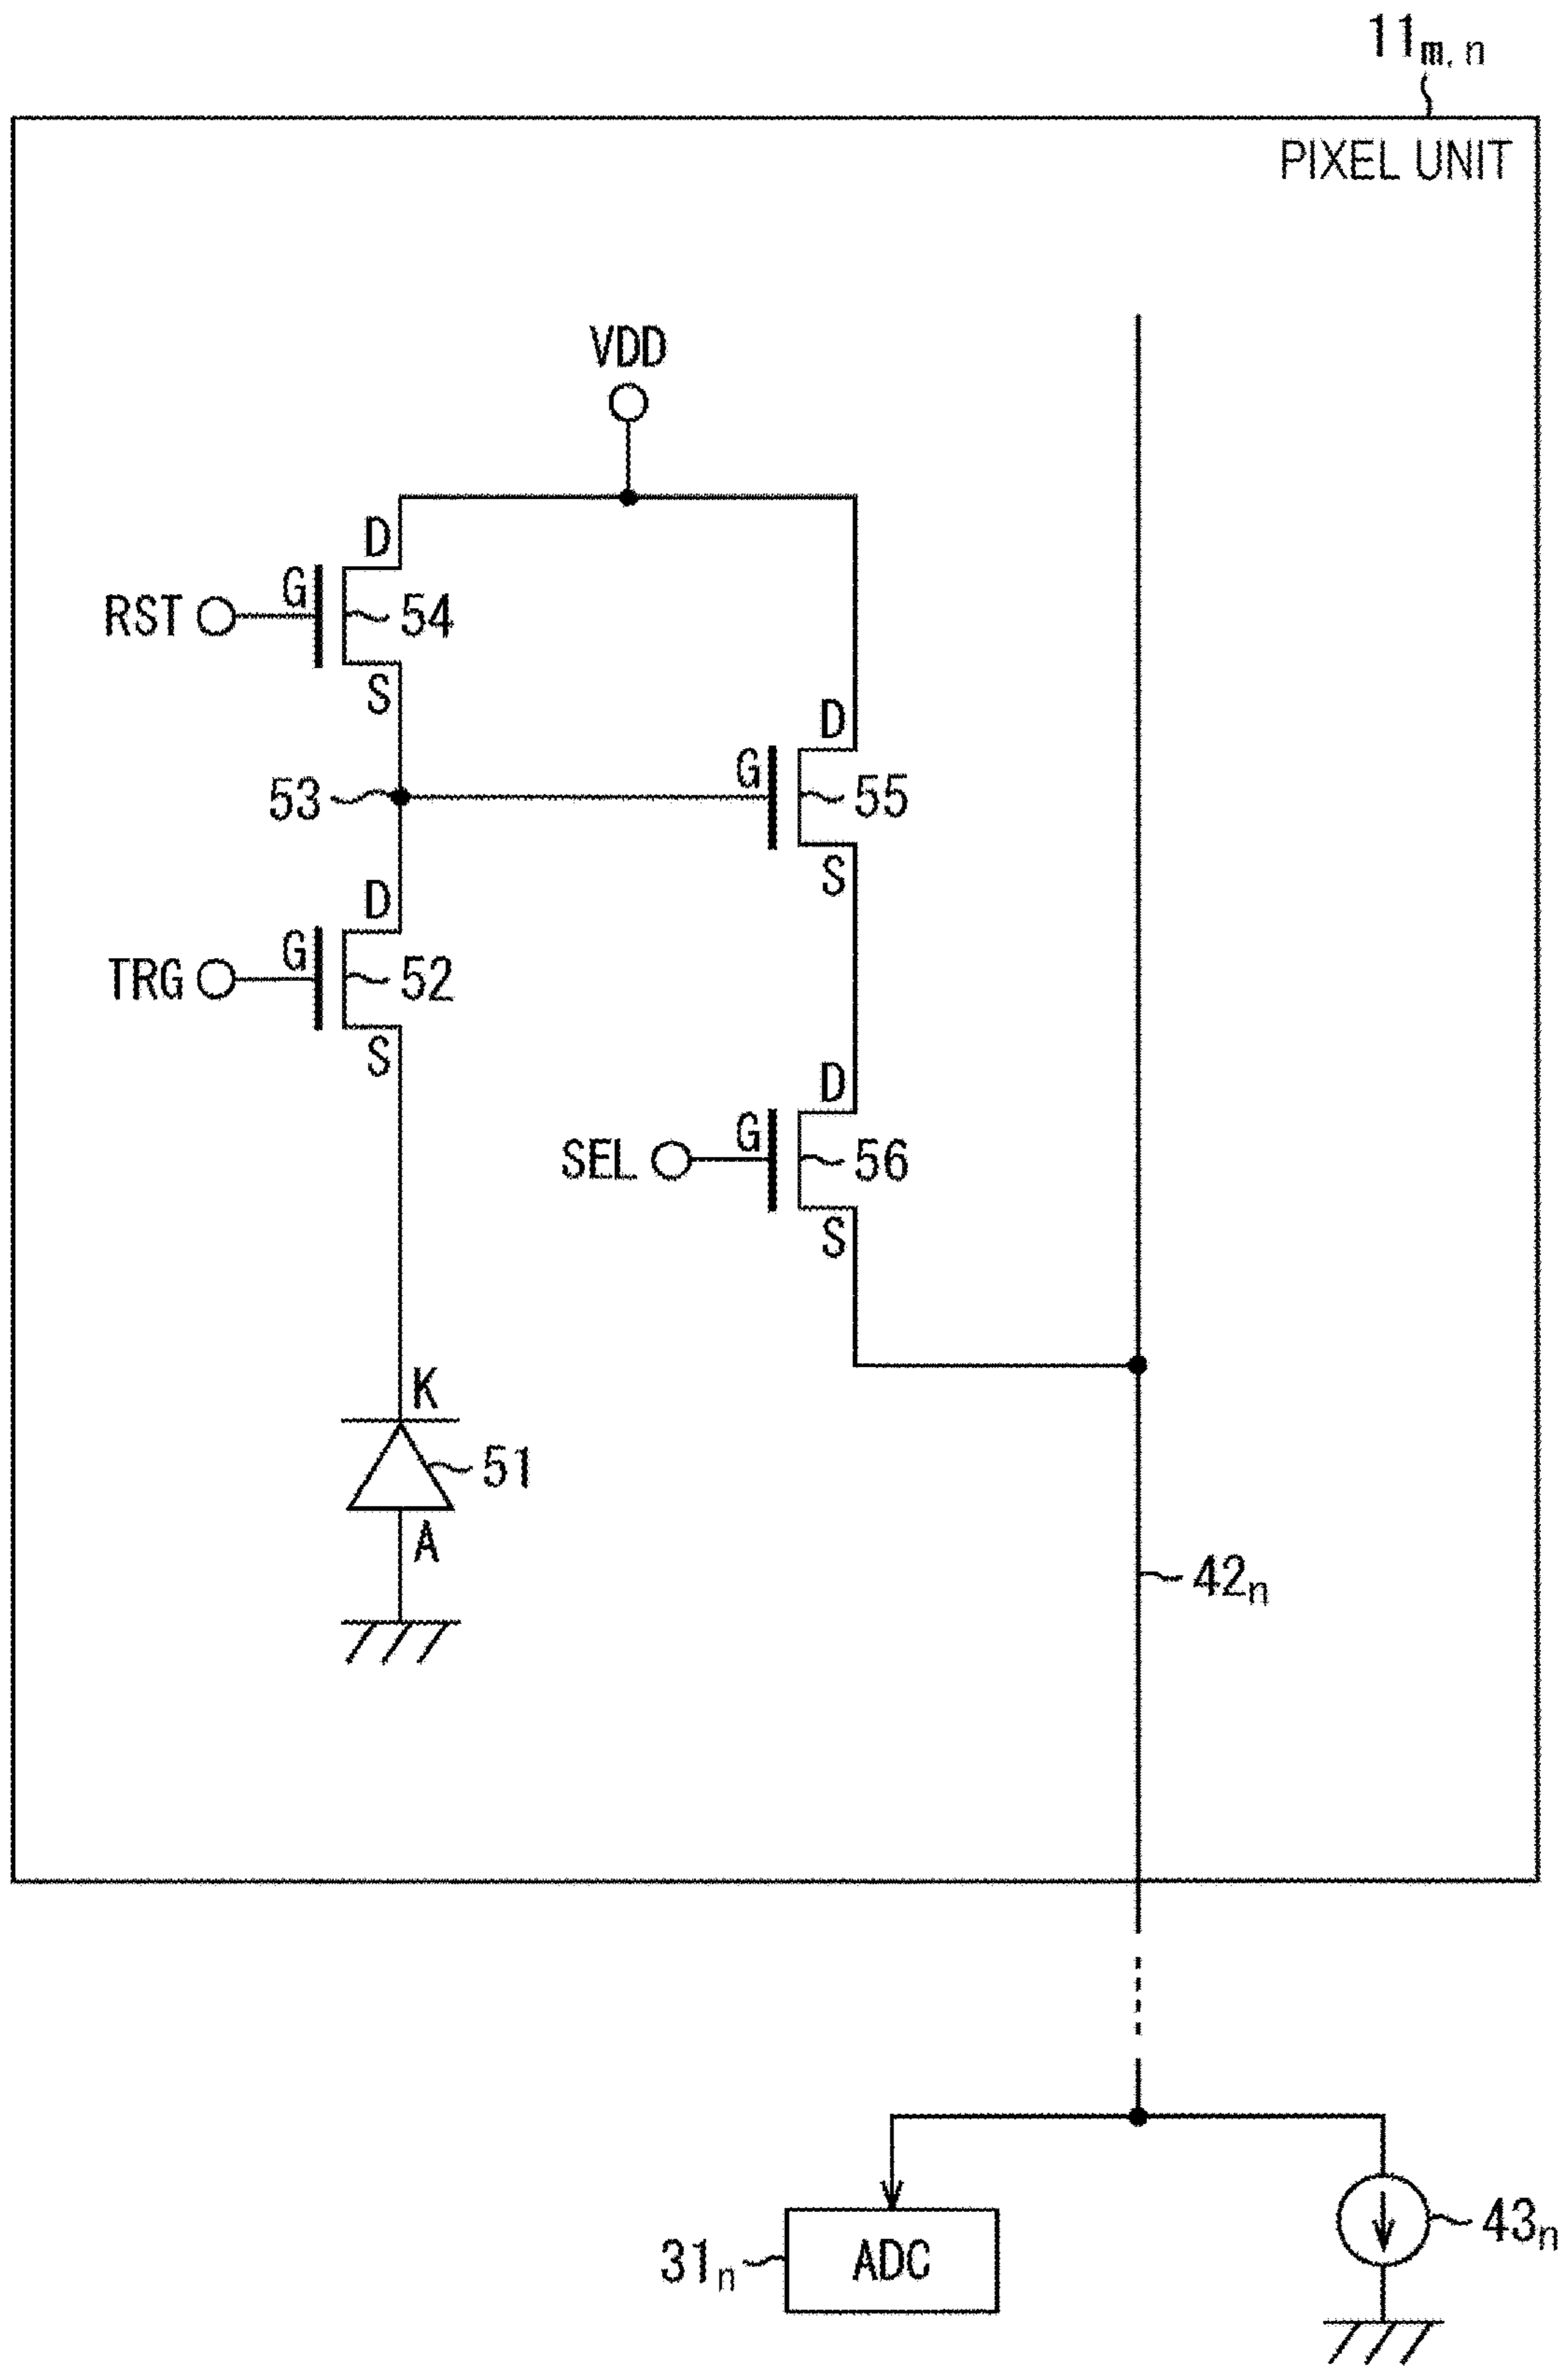 11m,n
PIXEL UNIT
VDD
D
G
RST
54
S
D
G
53
55
S
D
G
TRG
52
S
D
G
SEL
56
S
K
51
A
42n
31n
ADC
43n